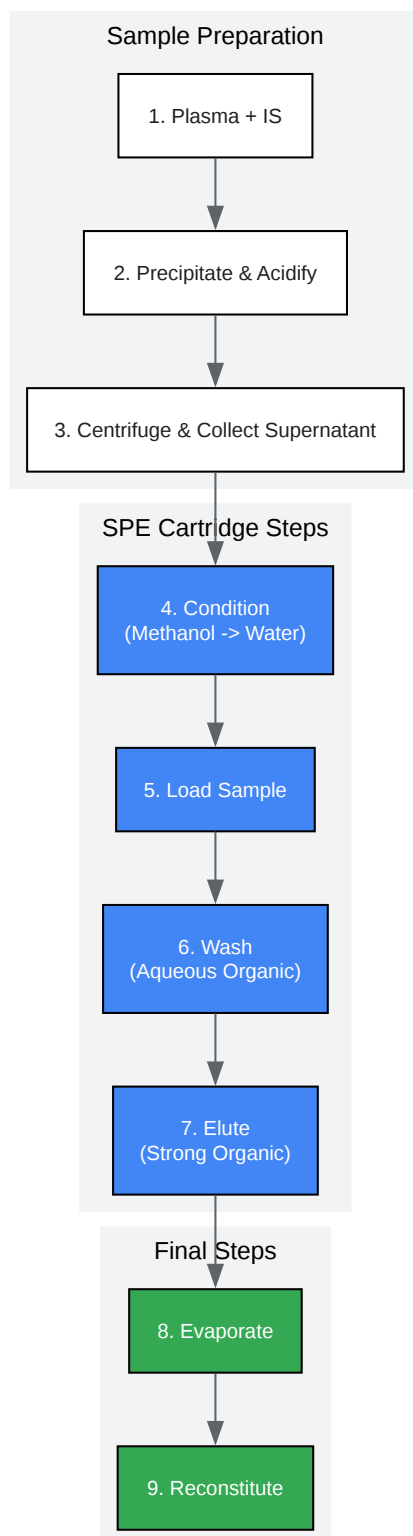 Sample Preparation
1. Plasma + IS
2. Precipitate & Acidify
3. Centrifuge & Collect Supernatant
SPE Cartridge Steps
4. Condition
(Methanol -> Water)
5. Load Sample
6. Wash
(Aqueous Organic)
7. Elute
(Strong Organic)
Final Steps
8. Evaporate
9. Reconstitute